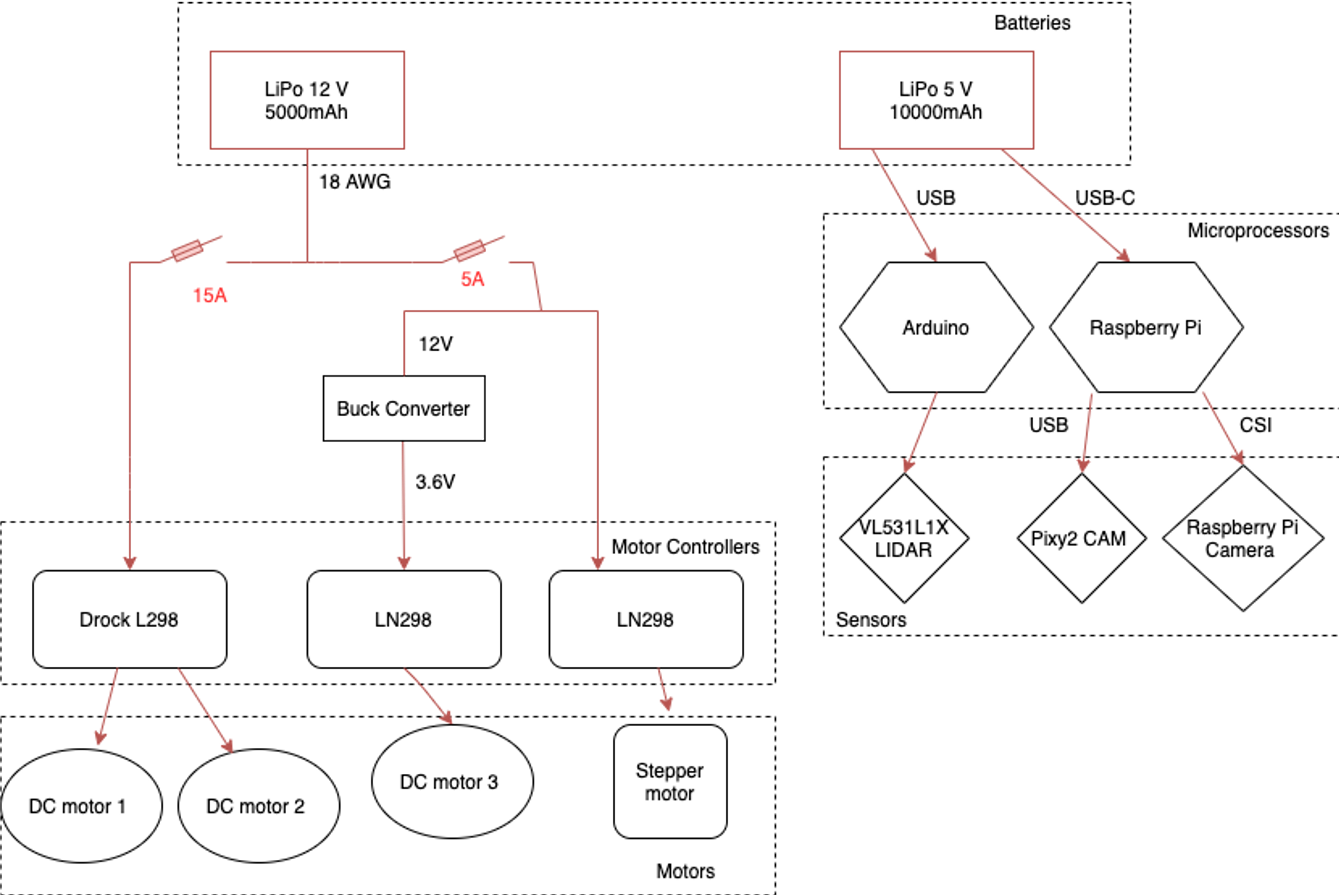 Batteries
LiPo 12 V
5000mAh
LiPo 5 V
10000mAh
18 AWG
USB
USB-C
Microprocessors
15A
5A
Arduino
Raspberry Pi
12V
Buck Converter
3.6V
USB
CSI
Motor Controllers
VL531L1X
LIDAR
Pixy2 CAM
Raspberry Pi
Camera
Sensors
Drock L298
LN298
LN298
DC motor 1
DC motor 2
DC motor 3
Stepper
motor
Motors